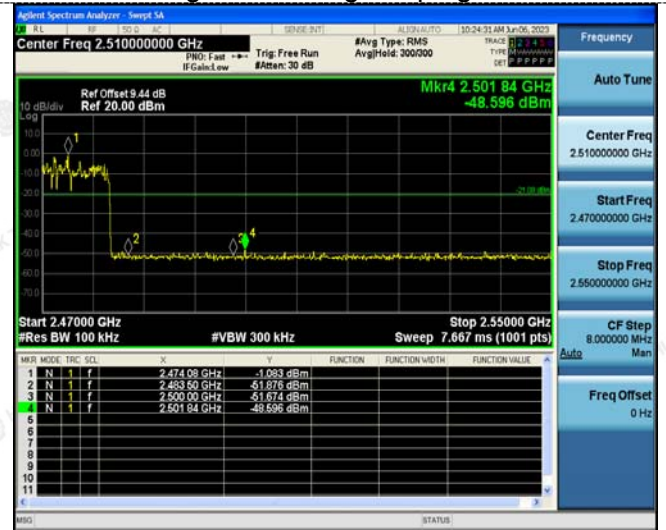 Agilent Spectrum Analyzer - Swept SA
RL RF 50 Ω AC SENSE:INT ALIGN AUTO 10:24:31 AM Jun 06, 2023
Center Freq 2.510000000 GHz #Avg Type: RMS TRACE 1 2 3 4 5 6
PNO: Fast Trig: Free Run Avg|Hold: 300/300 TYPE
IFGain:Low #Atten: 30 dB DET P P P P P P
Mkr4 2.501 84 GHz
Ref Offset 9.44 dB
-48.596 dBm
10 dB/div Ref 20.00 dBm
Log
10.0
1
0.00
-10.0
-20.0
-21.09 dBm
-30.0
-40.0
2 3 4
-50.0
-60.0
-70.0
Start 2.47000 GHz Stop 2.55000 GHz
#Res BW 100 kHz #VBW 300 kHz Sweep 7.667 ms (1001 pts)
MKR MODE TRC SCL X Y FUNCTION FUNCTION WIDTH FUNCTION VALUE
1 N 1 f 2.474 08 GHz -1.083 dBm
2 N 1 f 2.483 50 GHz -51.876 dBm
3 N 1 f 2.500 00 GHz -51.674 dBm
4 N 1 f 2.501 84 GHz -48.596 dBm
5
6
7
8
9
10
11
MSG STATUS
Frequency
Auto Tune
Center Freq
2.510000000 GHz
Start Freq
2.470000000 GHz
Stop Freq
2.550000000 GHz
CF Step
8.000000 MHz
Auto Man
Freq Offset
0 Hz